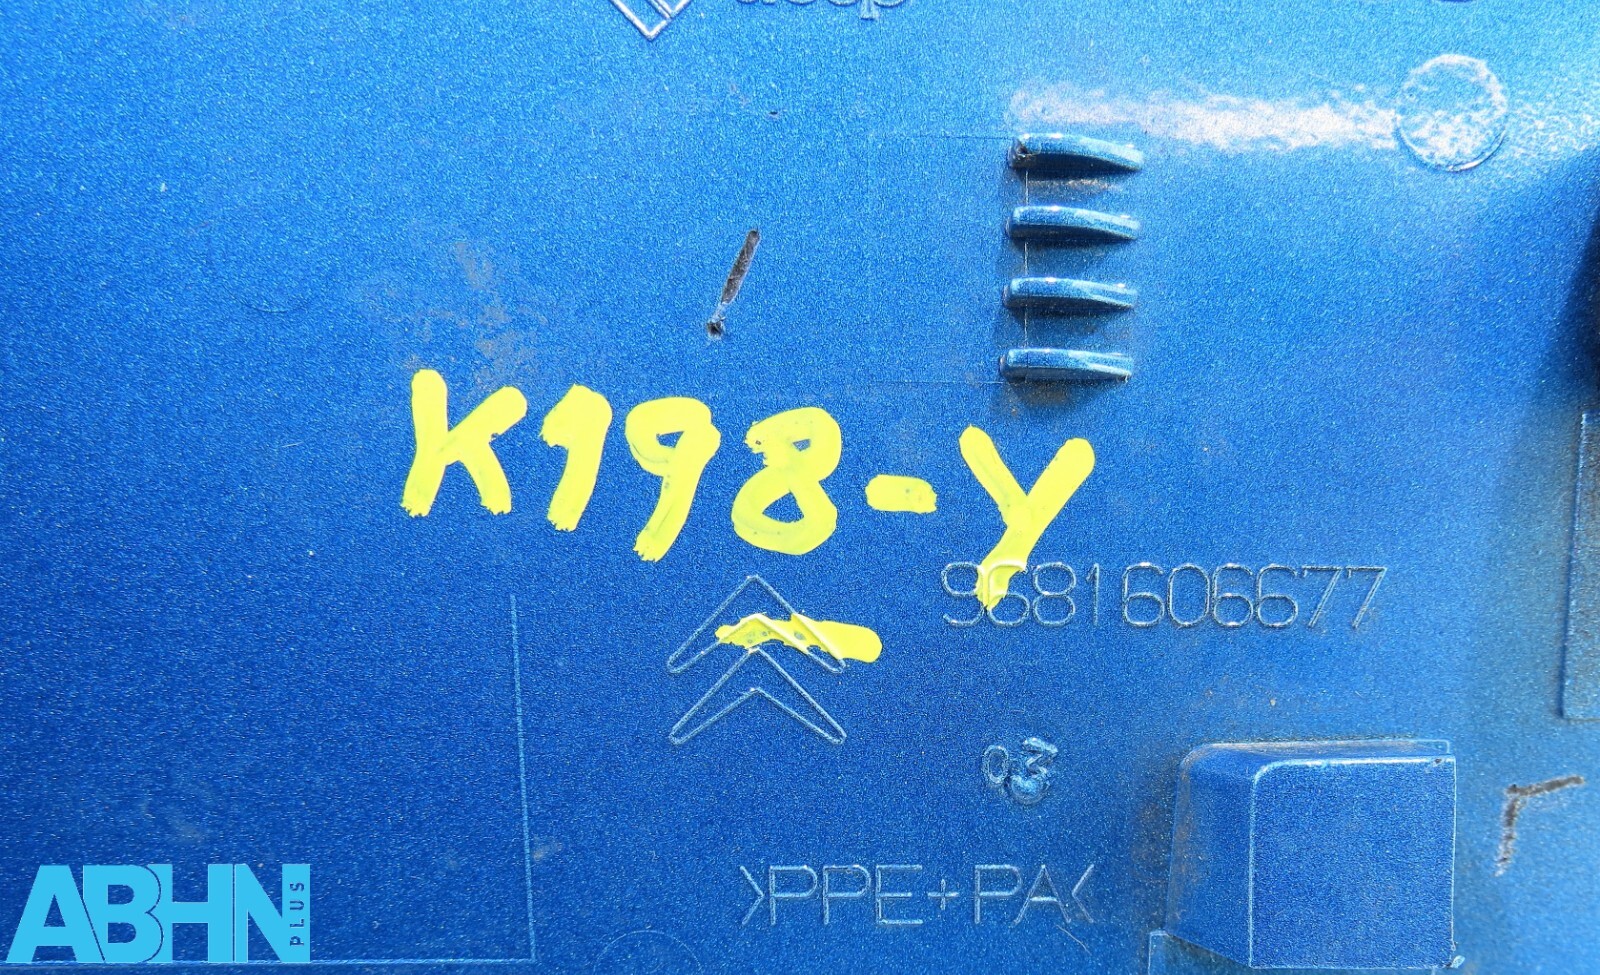 K198-Y
9681606677
03
>PPE+PA<
ABHN
PLUS